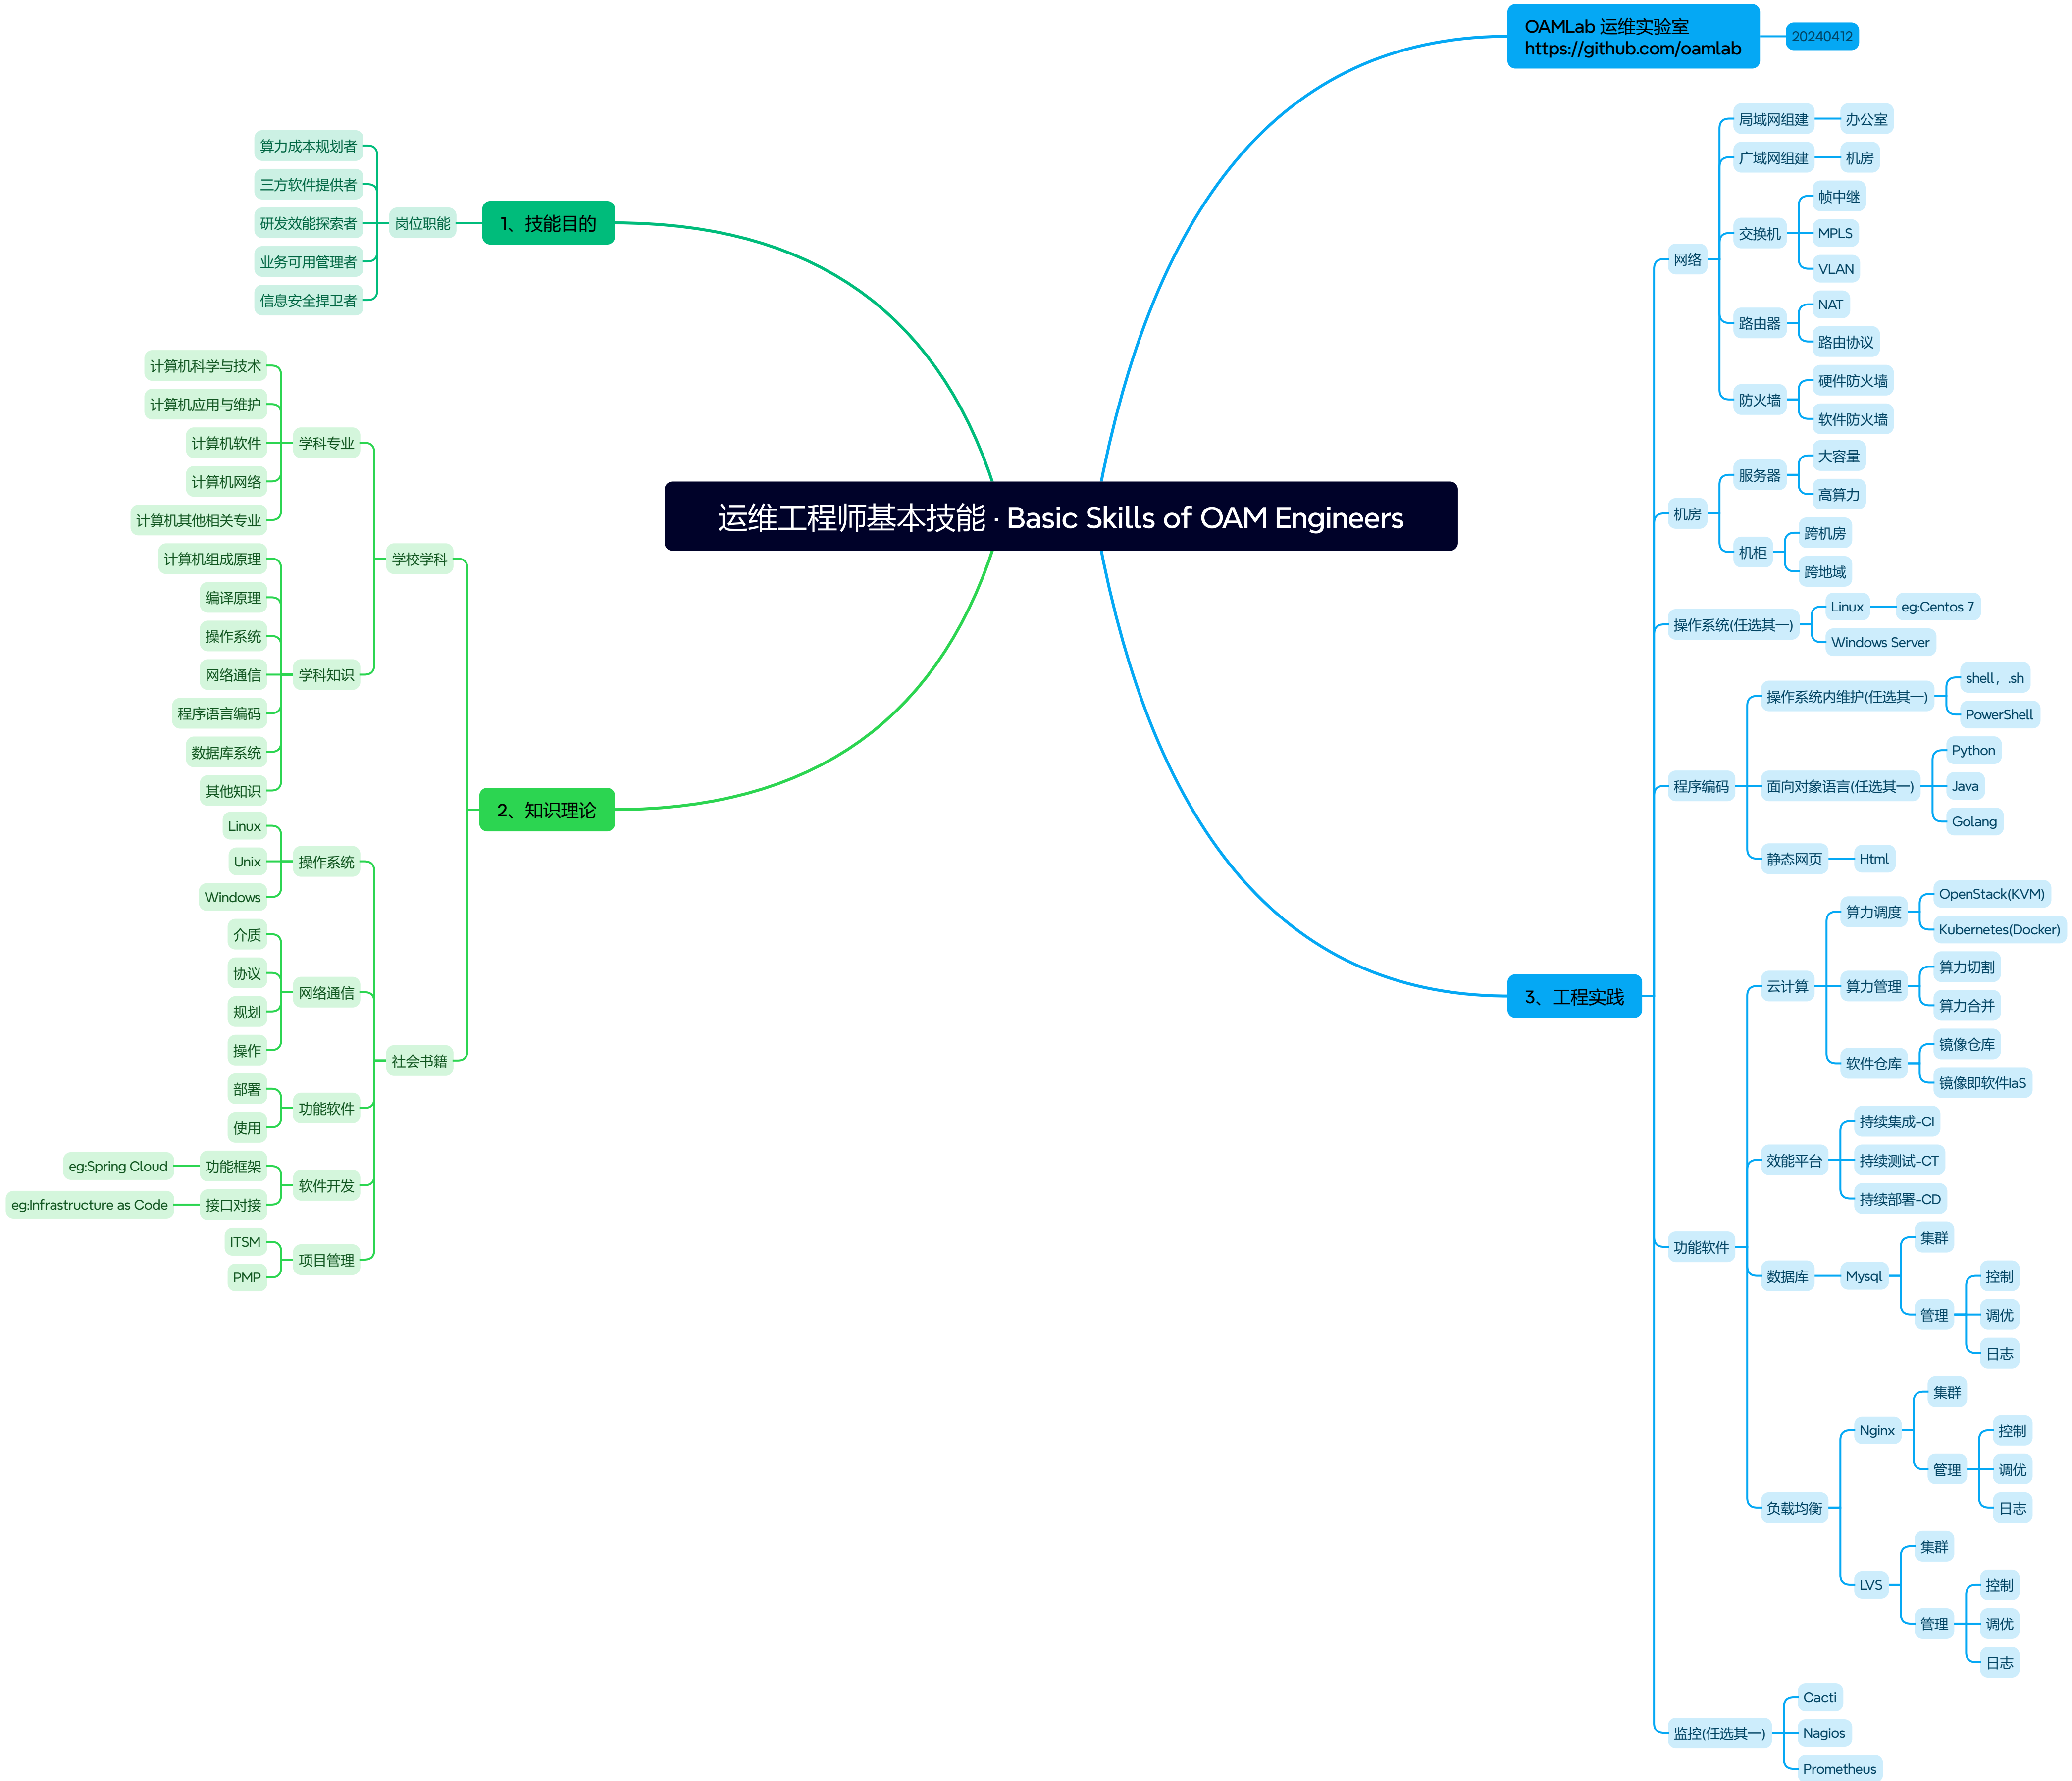 运维工程师基本技能 · Basic Skills of OAM Engineers
OAMLab 运维实验室
https://github.com/oamlab
20240412
1、技能目的
岗位职能
算力成本规划者
三方软件提供者
研发效能探索者
业务可用管理者
信息安全捍卫者
2、知识理论
学校学科
学科专业
计算机科学与技术
计算机应用与维护
计算机软件
计算机网络
计算机其他相关专业
学科知识
计算机组成原理
编译原理
操作系统
网络通信
程序语言编码
数据库系统
其他知识
社会书籍
操作系统
Linux
Unix
Windows
网络通信
介质
协议
规划
操作
功能软件
部署
使用
软件开发
功能框架
eg:Spring Cloud
接口对接
eg:Infrastructure as Code
项目管理
ITSM
PMP
3、工程实践
网络
局域网组建
办公室
广域网组建
机房
交换机
帧中继
MPLS
VLAN
路由器
NAT
路由协议
防火墙
硬件防火墙
软件防火墙
机房
服务器
大容量
高算力
机柜
跨机房
跨地域
操作系统(任选其一)
Linux
eg:Centos 7
Windows Server
程序编码
操作系统内维护(任选其一)
shell，.sh
PowerShell
面向对象语言(任选其一)
Python
Java
Golang
静态网页
Html
功能软件
云计算
算力调度
OpenStack(KVM)
Kubernetes(Docker)
算力管理
算力切割
算力合并
软件仓库
镜像仓库
镜像即软件IaS
效能平台
持续集成-CI
持续测试-CT
持续部署-CD
数据库
Mysql
集群
管理
控制
调优
日志
负载均衡
Nginx
集群
管理
控制
调优
日志
LVS
集群
管理
控制
调优
日志
监控(任选其一)
Cacti
Nagios
Prometheus